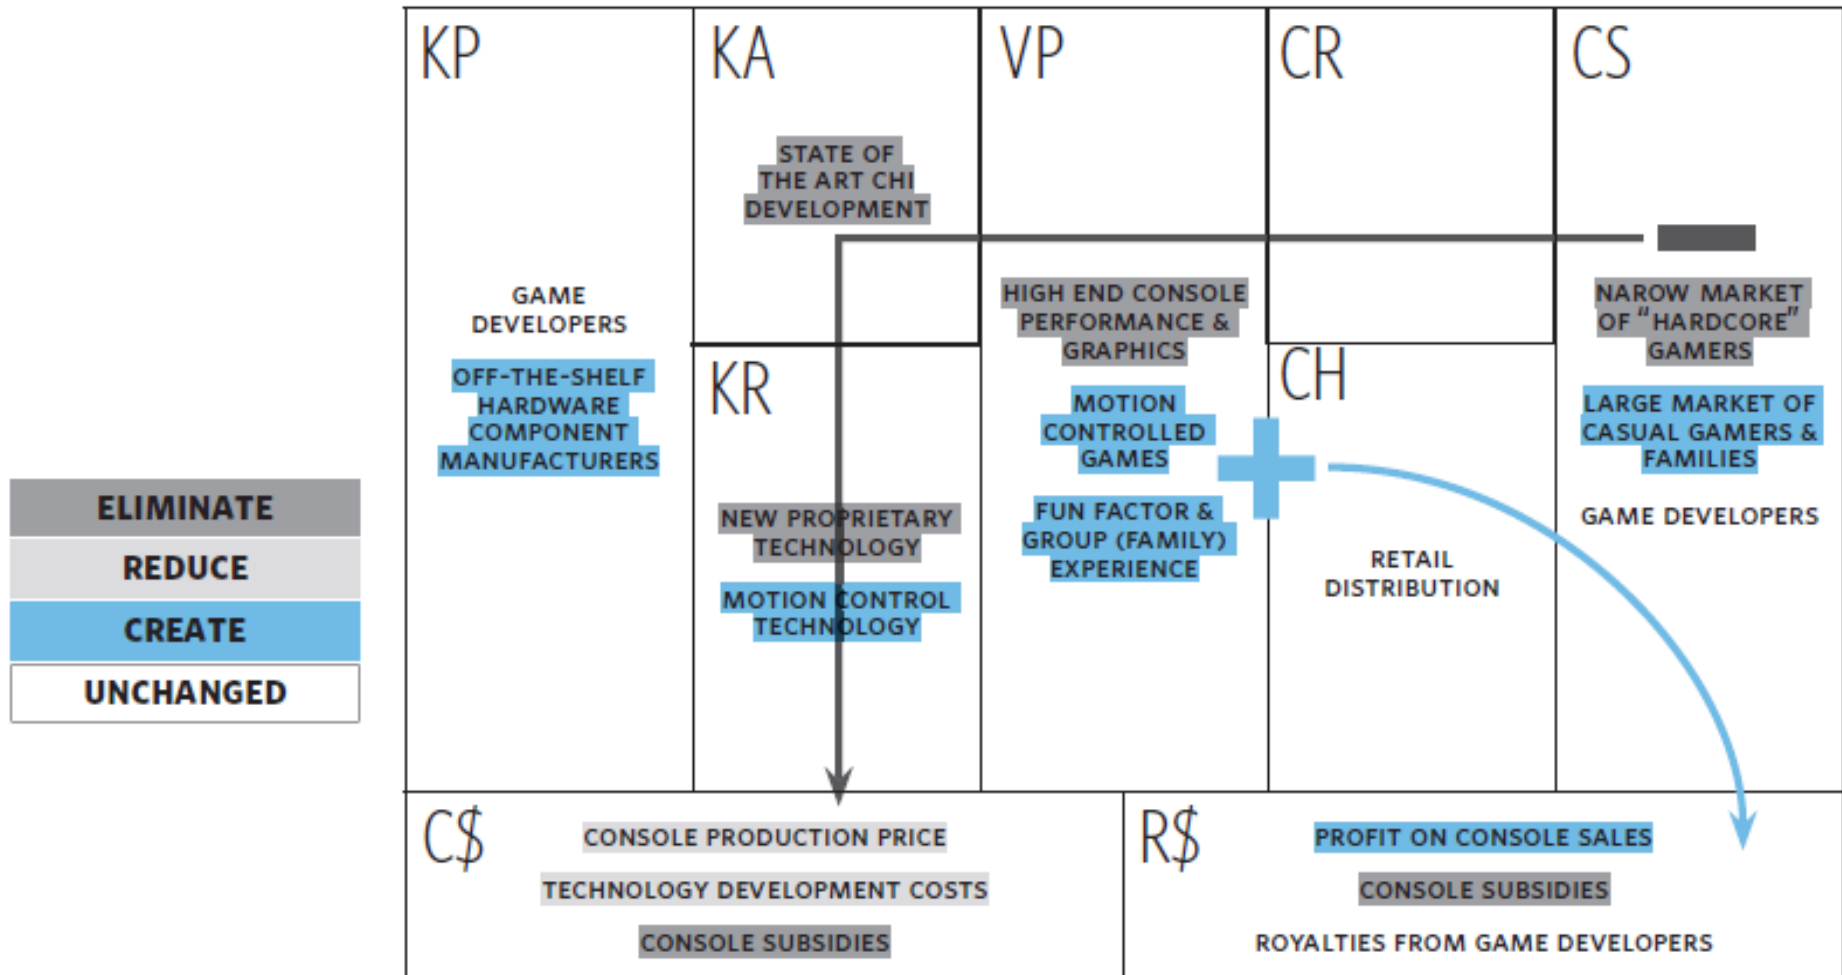 ELIMINATE
REDUCE
CREATE
UNCHANGED
KP
GAME
DEVELOPERS
OFF-THE-SHELF
HARDWARE
COMPONENT
MANUFACTURERS
KA
STATE OF
THE ART CHI
DEVELOPMENT
KR
NEW PROPRIETARY
TECHNOLOGY
MOTION CONTROL
TECHNOLOGY
VP
HIGH END CONSOLE
PERFORMANCE &
GRAPHICS
MOTION
CONTROLLED
GAMES
FUN FACTOR &
GROUP (FAMILY)
EXPERIENCE
CR
CH
RETAIL
DISTRIBUTION
CS
NAROW MARKET
OF "HARDCORE"
GAMERS
LARGE MARKET OF
CASUAL GAMERS &
FAMILIES
GAME DEVELOPERS
C$
CONSOLE PRODUCTION PRICE
TECHNOLOGY DEVELOPMENT COSTS
CONSOLE SUBSIDIES
R$
PROFIT ON CONSOLE SALES
CONSOLE SUBSIDIES
ROYALTIES FROM GAME DEVELOPERS